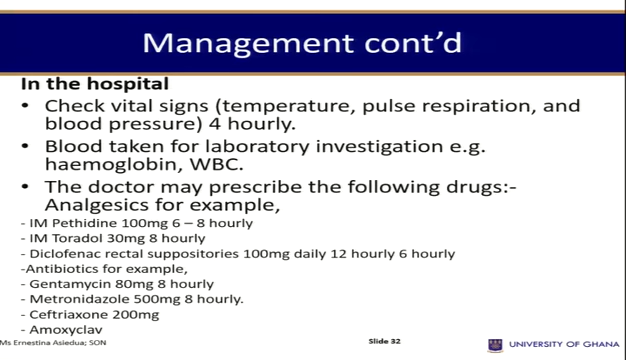 Management cont'd
In the hospital
• Check vital signs (temperature, pulse respiration, and
blood pressure) 4 hourly.
• Blood taken for laboratory investigation e.g.
haemoglobin, WBC.
• The doctor may prescribe the following drugs:-
Analgesics for example,
- IM Pethidine 100mg 6 – 8 hourly
- IM Toradol 30mg 8 hourly
- Diclofenac rectal suppositories 100mg daily 12 hourly 6 hourly
-Antibiotics for example,
- Gentamycin 80mg 8 hourly
- Metronidazole 500mg 8 hourly.
- Ceftriaxone 200mg
- Amoxyclav
Ms Ernestina Asiedua; SON
Slide 32
UNIVERSITY OF GHANA